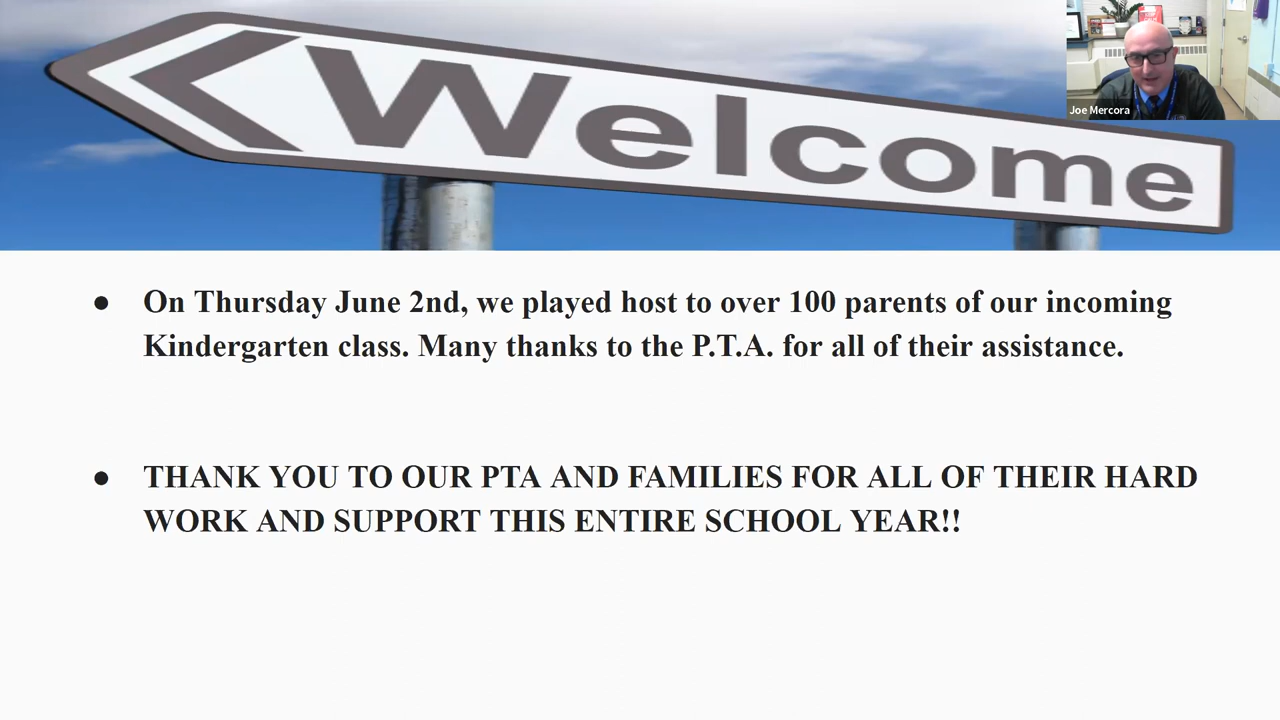 Welcome
Joe Mercora
● On Thursday June 2nd, we played host to over 100 parents of our incoming
Kindergarten class. Many thanks to the P.T.A. for all of their assistance.
● THANK YOU TO OUR PTA AND FAMILIES FOR ALL OF THEIR HARD
WORK AND SUPPORT THIS ENTIRE SCHOOL YEAR!!